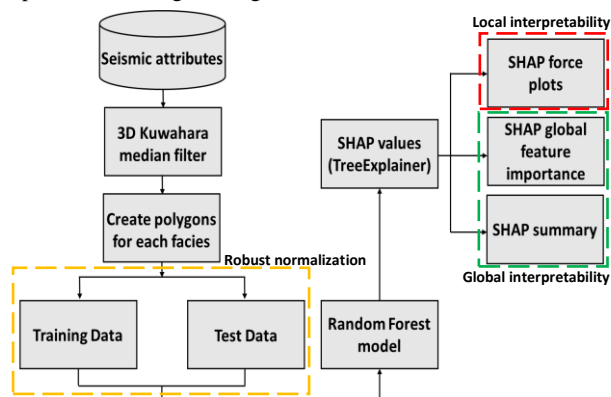 Seismic attributes
3D Kuwahara
median filter
Create polygons
for each facies
Robust normalization
Training Data
Test Data
Random Forest
model
SHAP values
(TreeExplainer)
Local interpretability
SHAP force
plots
SHAP global
feature
importance
SHAP summary
Global interpretability